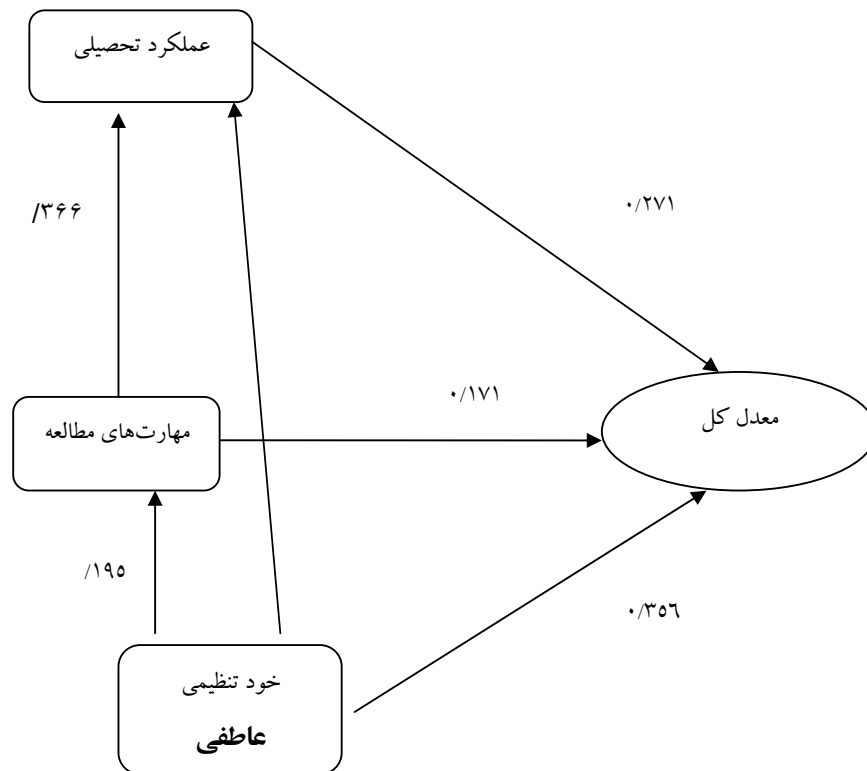 عملکرد تحصیلی
/۳۶۶
۰/۲۷۱
۰/۱۷۱
مهارت‌های مطالعه
معدل کل
/۱۹۵
۰/۳۵۶
خود تنظیمی
عاطفی